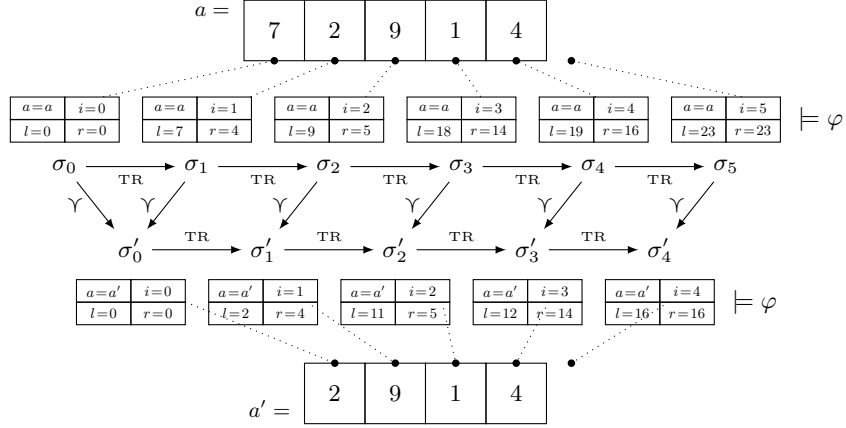 a = 7 2 9 1 4
a=a i=0 a=a i=1 a=a i=2 a=a i=3 a=a i=4 a=a i=5
l=0 r=0 l=7 r=4 l=9 r=5 l=18 r=14 l=19 r=16 l=23 r=23
⊨ φ
σ₀ TR σ₁ TR σ₂ TR σ₃ TR σ₄ TR σ₅
≻ ≻ ≻ ≻ ≻ ≻
σ′₀ TR σ′₁ TR σ′₂ TR σ′₃ TR σ′₄
a=a′ i=0 a=a′ i=1 a=a′ i=2 a=a′ i=3 a=a′ i=4
l=0 r=0 l=2 r=4 l=11 r=5 l=12 r=14 l=16 r=16
⊨ φ
a′ = 2 9 1 4